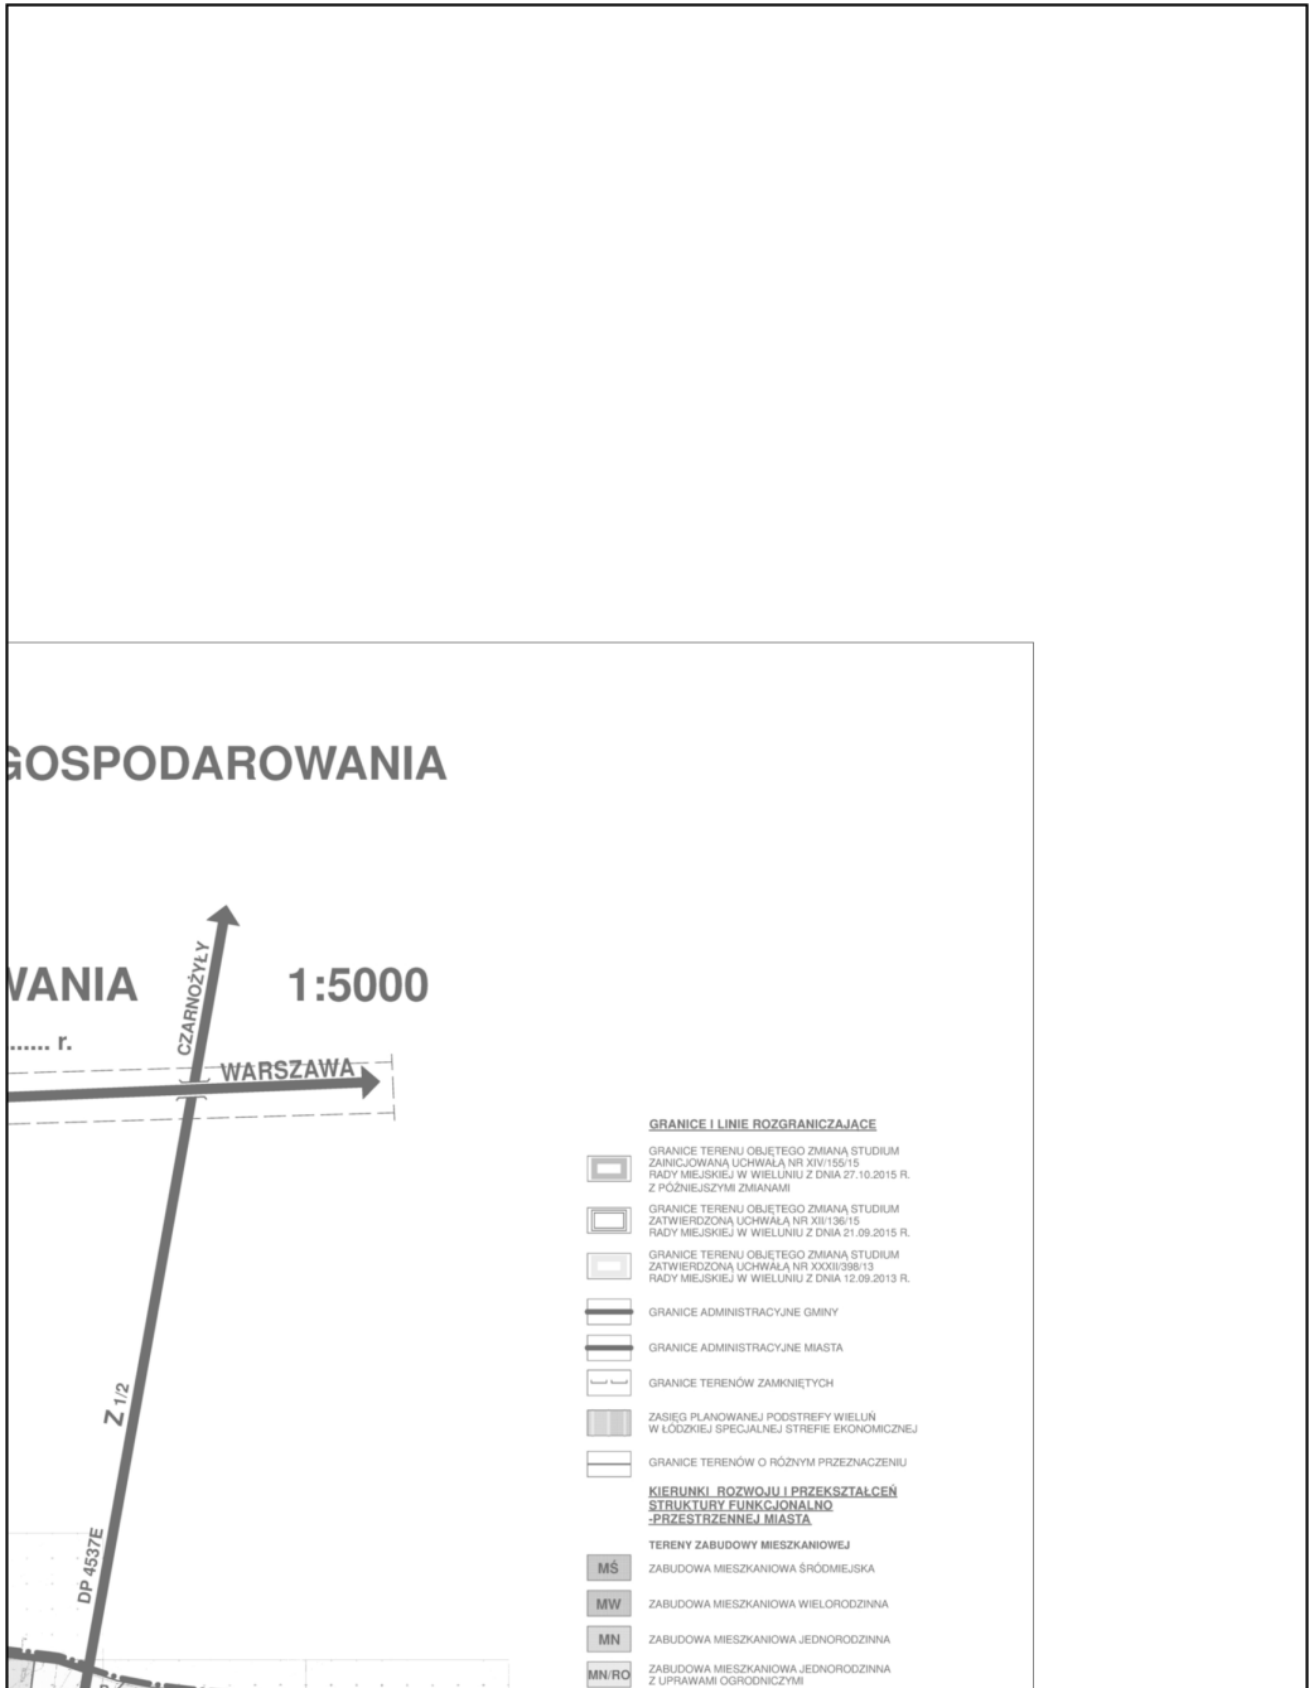 GOSPODAROWANIA
WANIA 1:5000
...... r.
CZARNOŻYŁY
WARSZAWA
Z 1/2
DP 4537E
GRANICE I LINIE ROZGRANICZAJĄCE
GRANICE TERENU OBJĘTEGO ZMIANĄ STUDIUM
ZAINICJOWANĄ UCHWAŁĄ NR XIV/155/15
RADY MIEJSKIEJ W WIELUNIU Z DNIA 27.10.2015 R.
Z PÓŹNIEJSZYMI ZMIANAMI
GRANICE TERENU OBJĘTEGO ZMIANĄ STUDIUM
ZATWIERDZONĄ UCHWAŁĄ NR XII/136/15
RADY MIEJSKIEJ W WIELUNIU Z DNIA 21.09.2015 R.
GRANICE TERENU OBJĘTEGO ZMIANĄ STUDIUM
ZATWIERDZONĄ UCHWAŁĄ NR XXXII/398/13
RADY MIEJSKIEJ W WIELUNIU Z DNIA 12.09.2013 R.
GRANICE ADMINISTRACYJNE GMINY
GRANICE ADMINISTRACYJNE MIASTA
GRANICE TERENÓW ZAMKNIĘTYCH
ZASIĘG PLANOWANEJ PODSTREFY WIELUŃ
W ŁÓDZKIEJ SPECJALNEJ STREFIE EKONOMICZNEJ
GRANICE TERENÓW O RÓŻNYM PRZEZNACZENIU
KIERUNKI ROZWOJU I PRZEKSZTAŁCEŃ
STRUKTURY FUNKCJONALNO
-PRZESTRZENNEJ MIASTA
TERENY ZABUDOWY MIESZKANIOWEJ
MŚ ZABUDOWA MIESZKANIOWA ŚRÓDMIEJSKA
MW ZABUDOWA MIESZKANIOWA WIELORODZINNA
MN ZABUDOWA MIESZKANIOWA JEDNORODZINNA
MN/RO ZABUDOWA MIESZKANIOWA JEDNORODZINNA
Z UPRAWAMI OGRODNICZYMI